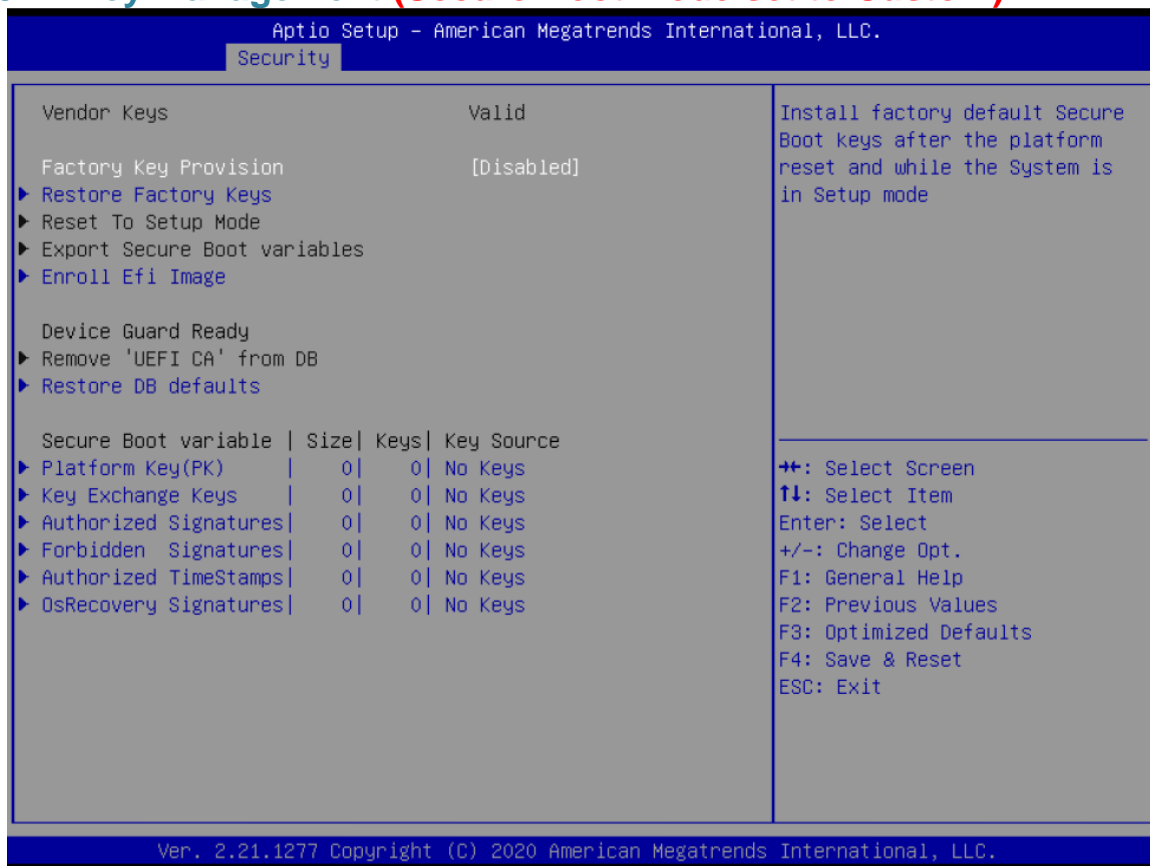 Aptio Setup – American Megatrends International, LLC.
Security
Vendor Keys Valid
Factory Key Provision [Disabled]
Restore Factory Keys
Reset To Setup Mode
Export Secure Boot variables
Enroll Efi Image
Device Guard Ready
Remove 'UEFI CA' from DB
Restore DB defaults
Secure Boot variable | Size| Keys| Key Source
Platform Key(PK) | 0| 0| No Keys
Key Exchange Keys | 0| 0| No Keys
Authorized Signatures| 0| 0| No Keys
Forbidden Signatures| 0| 0| No Keys
Authorized TimeStamps| 0| 0| No Keys
OsRecovery Signatures| 0| 0| No Keys
Install factory default Secure
Boot keys after the platform
reset and while the System is
in Setup mode
→←: Select Screen
↑↓: Select Item
Enter: Select
+/-: Change Opt.
F1: General Help
F2: Previous Values
F3: Optimized Defaults
F4: Save & Reset
ESC: Exit
Ver. 2.21.1277 Copyright (C) 2020 American Megatrends International, LLC.